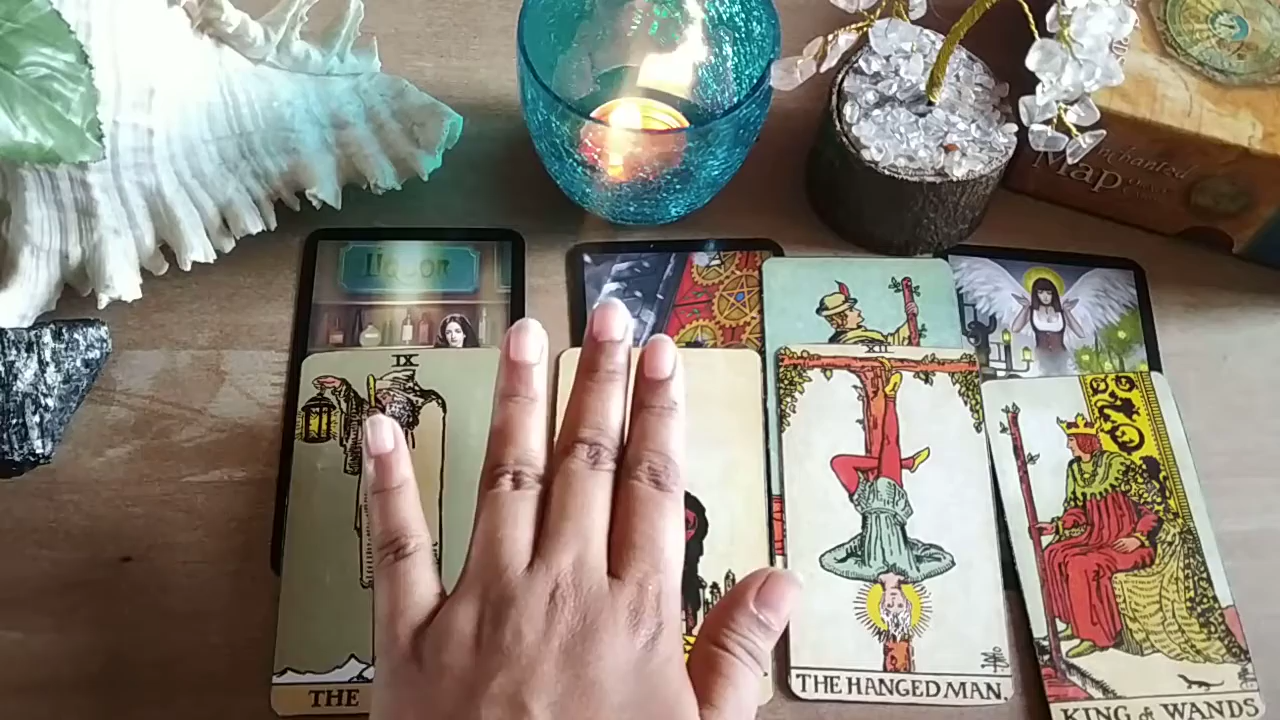 liquor
Enchanted
Map
IX
XII
THE
THE HANGED MAN.
KING of WANDS